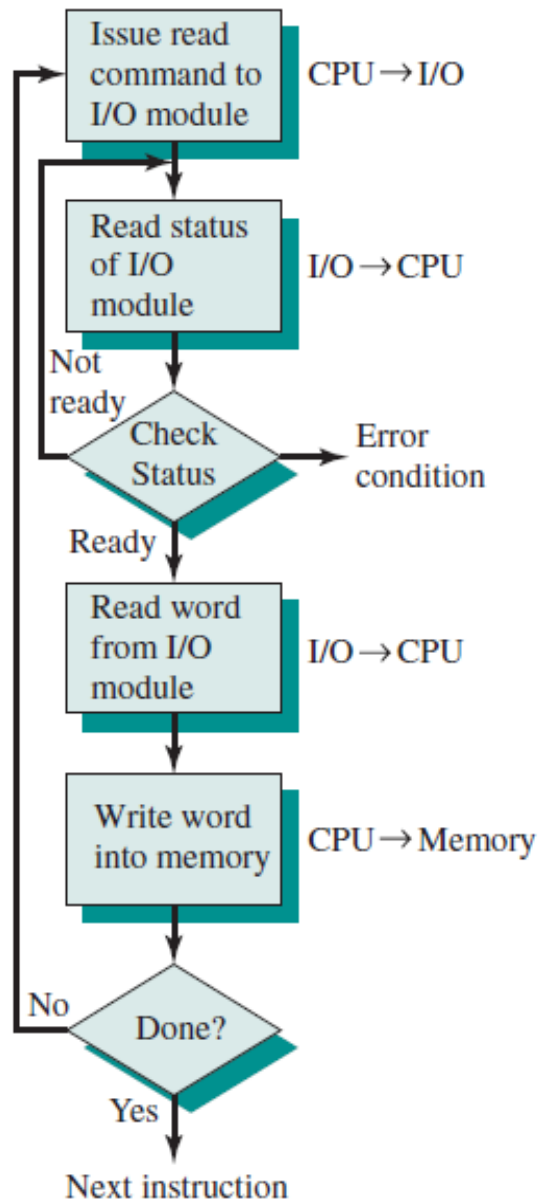 Issue read
command to
I/O module
CPU → I/O
Read status
of I/O
module
I/O → CPU
Not
ready
Check
Status
Error
condition
Ready
Read word
from I/O
module
I/O → CPU
Write word
into memory
CPU → Memory
No
Done?
Yes
Next instruction